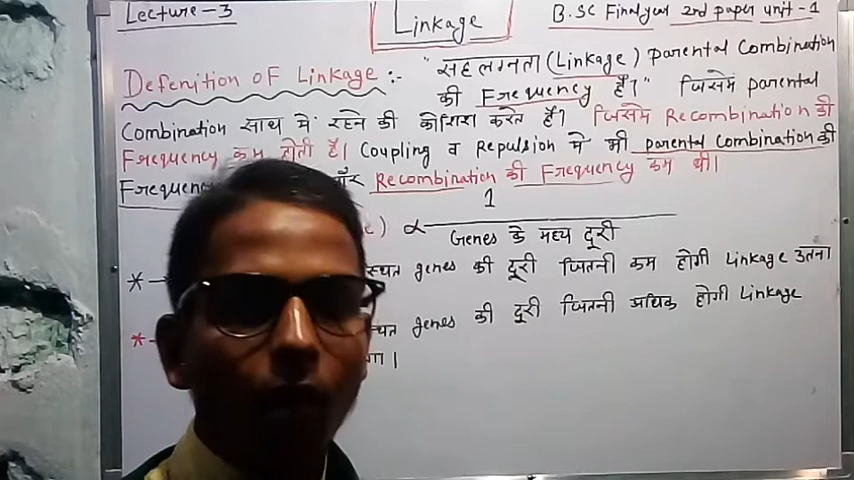 Lecture-3
Linkage
B.SC Final year 2nd paper unit-1
Defenition OF Linkage :- "सहलग्नता (Linkage) parental Combination
की Frequency है।" जिसमें parental
Combination साथ में रहने की कोशिश करते हैं। जिसमें Recombination की
Frequency कम होती है। Coupling व Repulsion में भी parental combination की
Frequency और Recombination की Frequency कम थी।
1
∝
Genes के मध्य दूरी
*- genes की दूरी जितनी कम होगी Linkage उतना
*- genes की दूरी जितनी अधिक होगी Linkage